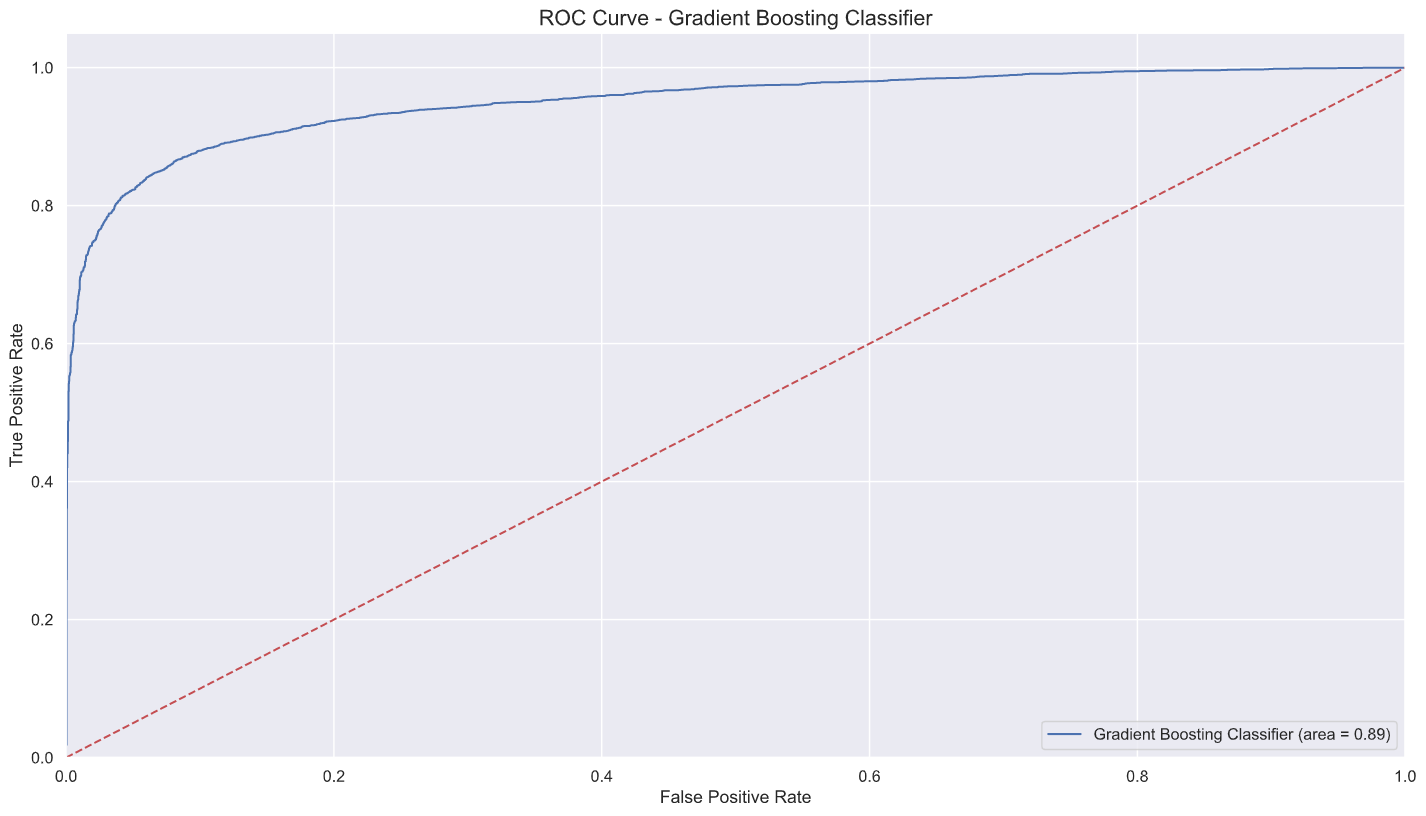 ROC Curve - Gradient Boosting Classifier
1.0
0.8
0.6
0.4
0.2
0.0
True Positive Rate
Gradient Boosting Classifier (area = 0.89)
0.0 0.2 0.4 0.6 0.8 1.0
False Positive Rate